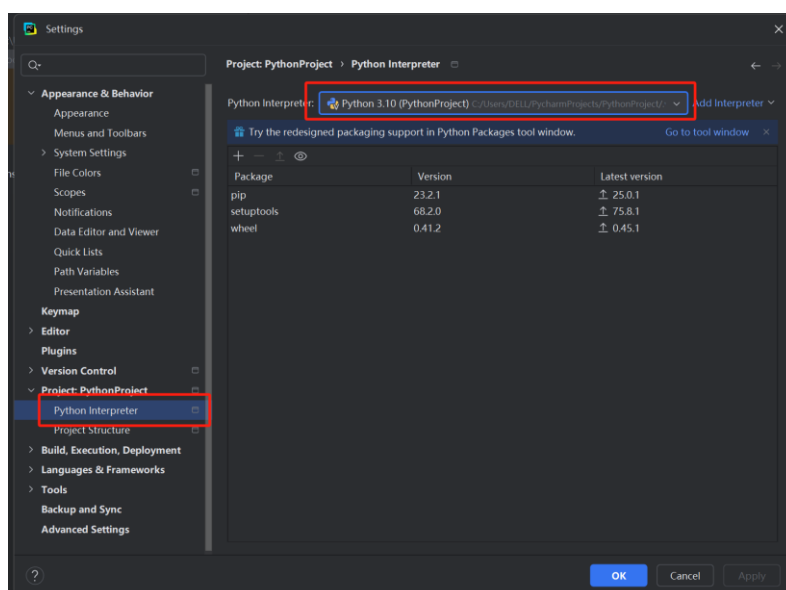 Settings
Project: PythonProject › Python Interpreter
Appearance & Behavior
Appearance
Menus and Toolbars
System Settings
File Colors
Scopes
Notifications
Data Editor and Viewer
Quick Lists
Path Variables
Presentation Assistant
Keymap
Editor
Plugins
Version Control
Project: PythonProject
Python Interpreter
Project Structure
Build, Execution, Deployment
Languages & Frameworks
Tools
Backup and Sync
Advanced Settings
Python Interpreter: Python 3.10 (PythonProject) C:/Users/DELL/PycharmProjects/PythonProject/ Add Interpreter
Try the redesigned packaging support in Python Packages tool window. Go to tool window
Package Version Latest version
pip 23.2.1 25.0.1
setuptools 68.2.0 75.8.1
wheel 0.41.2 0.45.1
? OK Cancel Apply